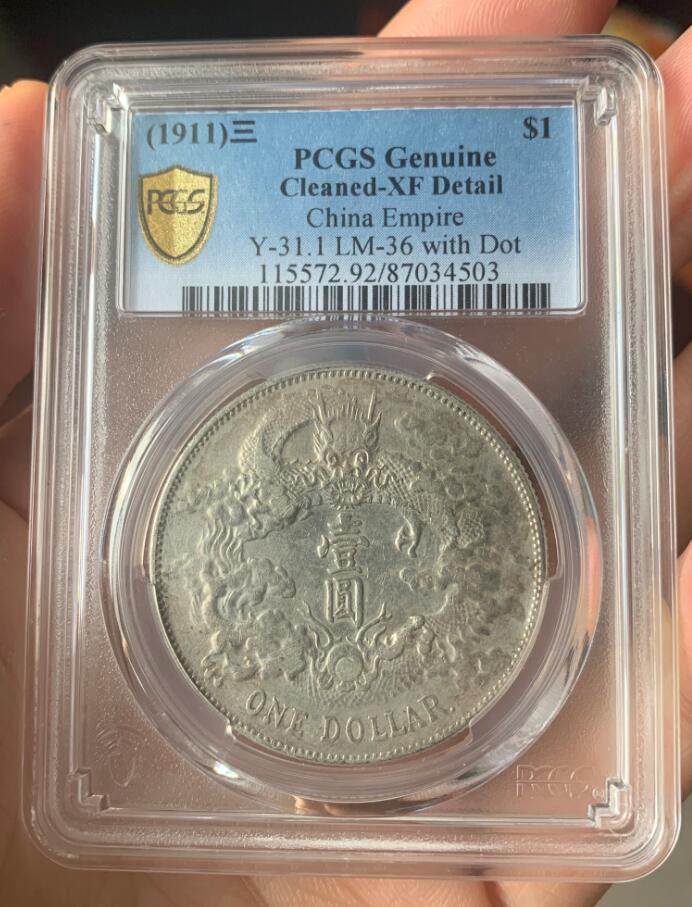 (1911)三 $1
PCGS Genuine
Cleaned-XF Detail
China Empire
Y-31.1 LM-36 with Dot
115572.92/87034503
PCGS
壹
圓
ONE DOLLAR.
PCGS